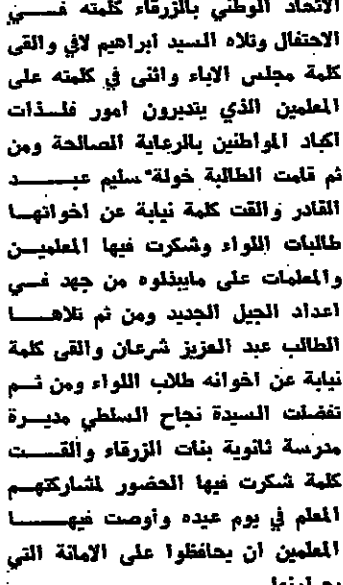 الاتحاد الوطني بالزرقاء كلمته في
الاحتفال وتلاه السيد ابراهيم لافي والقى
كلمة مجلس الاباء واثنى في كلمته على
المعلمين الذي يتدبرون امور فلذات
اكباد المواطنين بالرعاية الصالحة ومن
ثم قامت الطالبة خولة سليم عبد
القادر والقت كلمة نيابة عن اخواتها
طالبات اللواء وشكرت فيها المعلمين
والمعلمات على مايبذلوه من جهد في
اعداد الجيل الجديد ومن ثم تلاها
الطالب عبد العزيز شرعان والقى كلمة
نيابة عن اخوانه طلاب اللواء ومن ثم
تفضلت السيدة نجاح السلطي مديرة
مدرسة ثانوية بنات الزرقاء والقت
كلمة شكرت فيها الحضور لمشاركتهم
المعلم في يوم عيده وأوصت فيها
المعلمين ان يحافظوا على الامانة التي